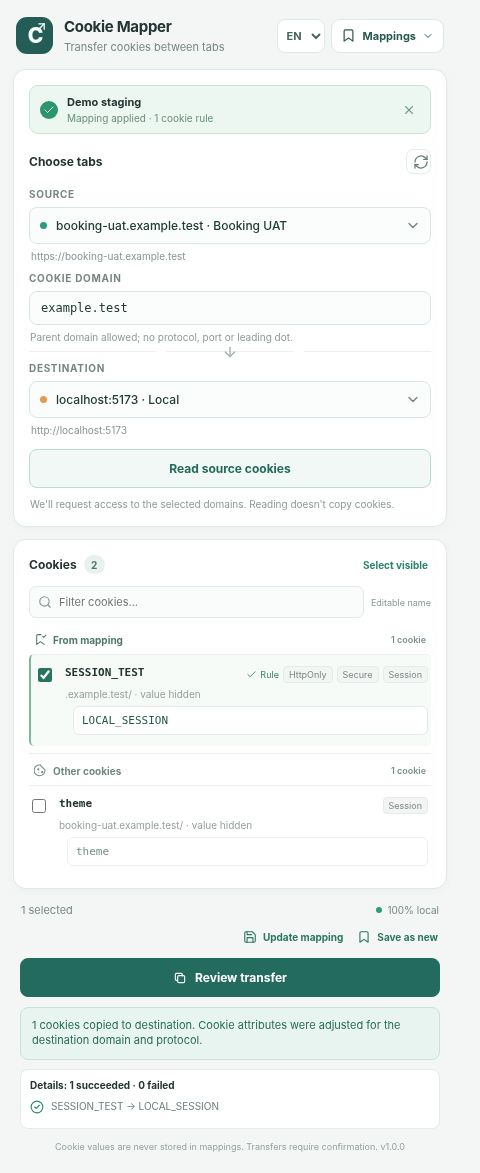 Cookie Mapper
Transfer cookies between tabs
EN
Mappings
Demo staging
Mapping applied · 1 cookie rule
Choose tabs
SOURCE
booking-uat.example.test · Booking UAT
https://booking-uat.example.test
COOKIE DOMAIN
example.test
Parent domain allowed; no protocol, port or leading dot.
DESTINATION
localhost:5173 · Local
http://localhost:5173
Read source cookies
We'll request access to the selected domains. Reading doesn't copy cookies.
Cookies 2 Select visible
Filter cookies... Editable name
From mapping 1 cookie
SESSION_TEST Rule HttpOnly Secure Session
.example.test/ · value hidden
LOCAL_SESSION
Other cookies 1 cookie
theme Session
booking-uat.example.test/ · value hidden
theme
1 selected 100% local
Update mapping Save as new
Review transfer
1 cookies copied to destination. Cookie attributes were adjusted for the
destination domain and protocol.
Details: 1 succeeded · 0 failed
SESSION_TEST → LOCAL_SESSION
Cookie values are never stored in mappings. Transfers require confirmation. v1.0.0